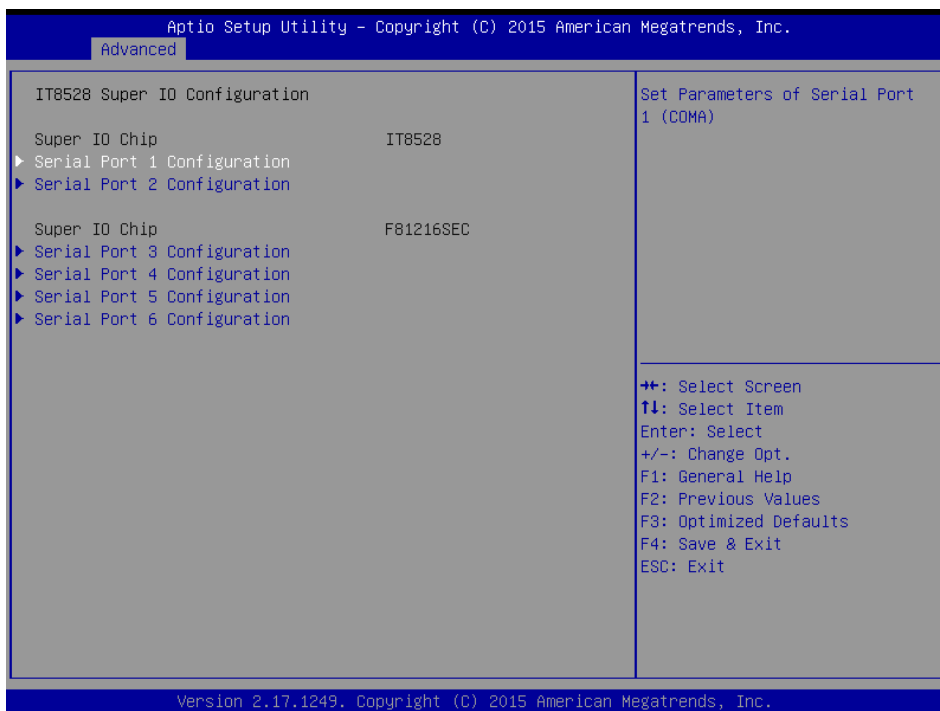 Aptio Setup Utility – Copyright (C) 2015 American Megatrends, Inc.
Advanced
IT8528 Super IO Configuration
Super IO Chip IT8528
▶ Serial Port 1 Configuration
▶ Serial Port 2 Configuration
Super IO Chip F81216SEC
▶ Serial Port 3 Configuration
▶ Serial Port 4 Configuration
▶ Serial Port 5 Configuration
▶ Serial Port 6 Configuration
Set Parameters of Serial Port
1 (COMA)
→←: Select Screen
↑↓: Select Item
Enter: Select
+/-: Change Opt.
F1: General Help
F2: Previous Values
F3: Optimized Defaults
F4: Save & Exit
ESC: Exit
Version 2.17.1249. Copyright (C) 2015 American Megatrends, Inc.